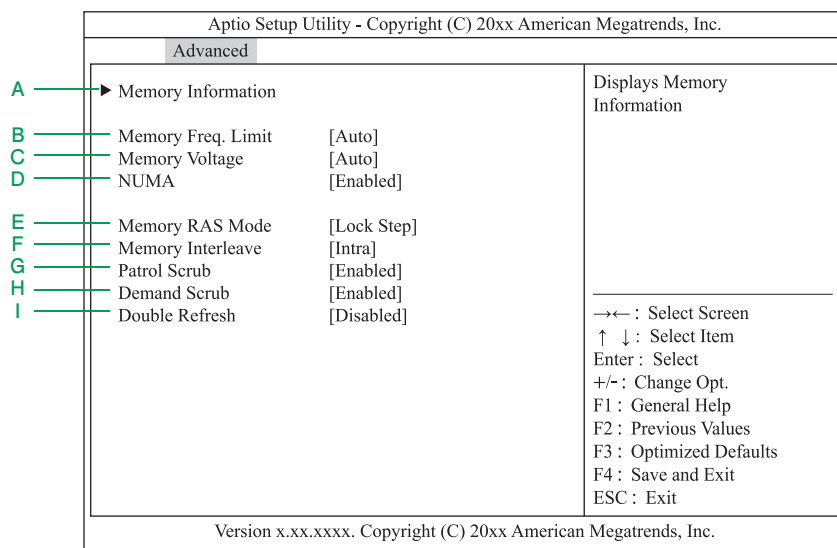 Aptio Setup Utility - Copyright (C) 20xx American Megatrends, Inc.
Advanced
A ▶ Memory Information
B Memory Freq. Limit [Auto]
C Memory Voltage [Auto]
D NUMA [Enabled]
E Memory RAS Mode [Lock Step]
F Memory Interleave [Intra]
G Patrol Scrub [Enabled]
H Demand Scrub [Enabled]
I Double Refresh [Disabled]
Displays Memory
Information
→←: Select Screen
↑ ↓: Select Item
Enter : Select
+/-: Change Opt.
F1: General Help
F2: Previous Values
F3: Optimized Defaults
F4: Save and Exit
ESC: Exit
Version x.xx.xxxx. Copyright (C) 20xx American Megatrends, Inc.